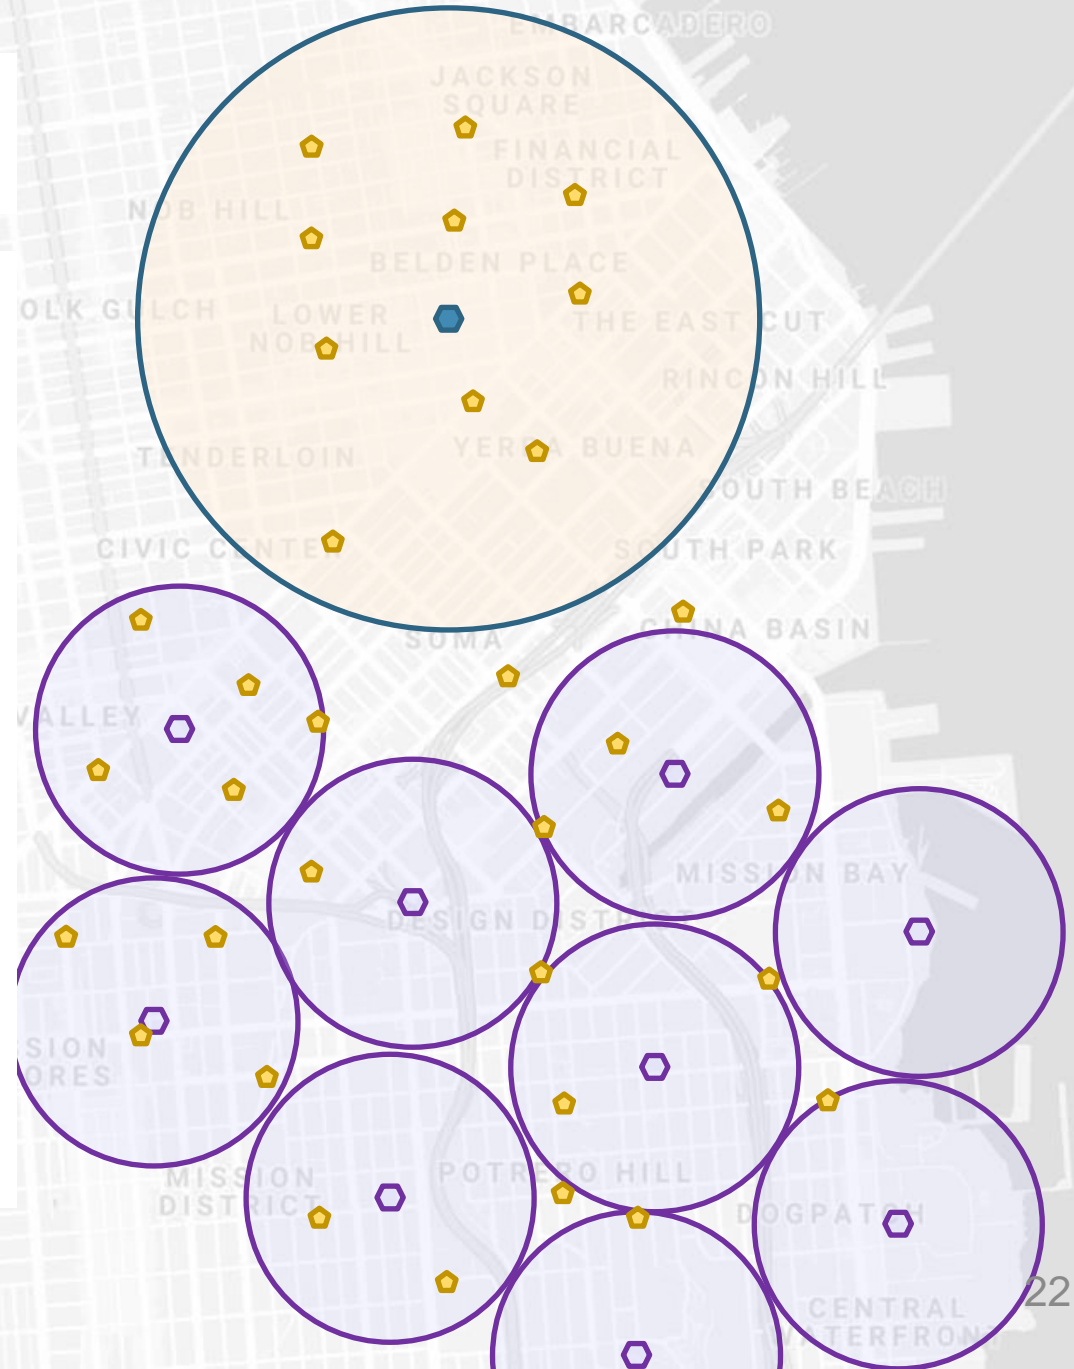 EMBARCADERO
JACKSON
SQUARE
FINANCIAL
DISTRICT
NOB HILL
BELDEN PLACE
OLK GULCH
LOWER
NOB HILL
THE EAST CUT
RINCON HILL
YERBA BUENA
TENDERLOIN
SOUTH BEACH
CIVIC CENTER
SOUTH PARK
SOMA
CHINA BASIN
VALLEY
MISSION BAY
DESIGN DISTRICT
SION
ORES
MISSION
DISTRICT
POTRERO HILL
DOGPATCH
22
CENTRAL
WATERFRONT